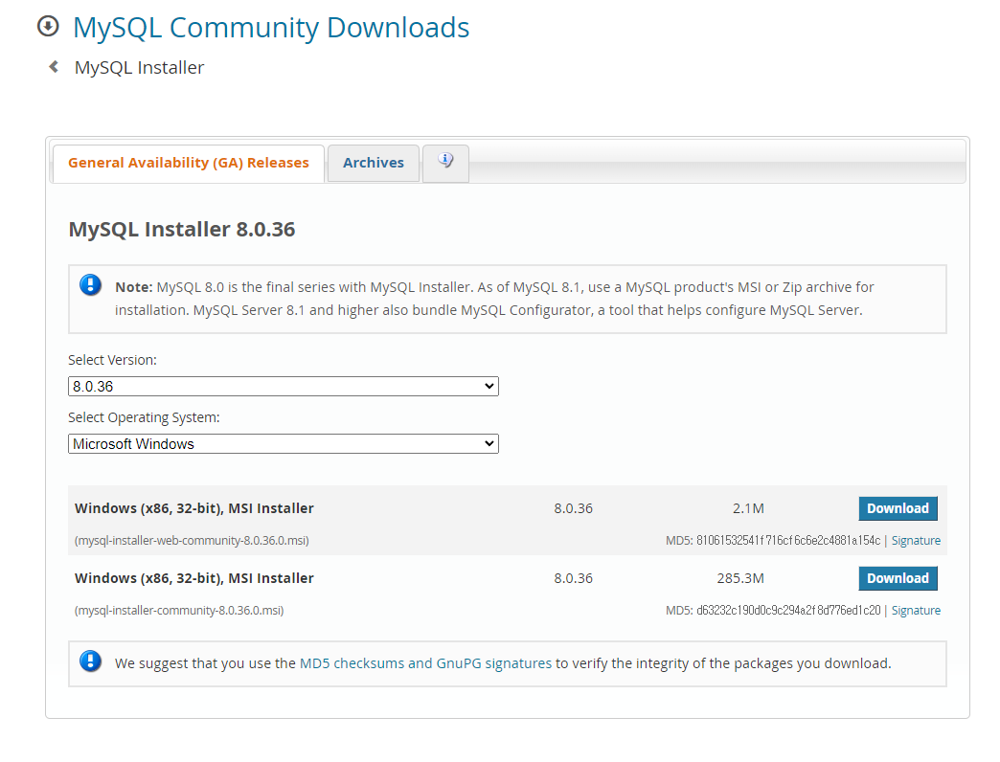 MySQL Community Downloads
MySQL Installer
General Availability (GA) Releases
Archives
MySQL Installer 8.0.36
Note: MySQL 8.0 is the final series with MySQL Installer. As of MySQL 8.1, use a MySQL product's MSI or Zip archive for
installation. MySQL Server 8.1 and higher also bundle MySQL Configurator, a tool that helps configure MySQL Server.
Select Version:
8.0.36
Select Operating System:
Microsoft Windows
Windows (x86, 32-bit), MSI Installer 8.0.36 2.1M Download
(mysql-installer-web-community-8.0.36.0.msi) MD5: 81061532541f716cf6c6e2c4881a154c | Signature
Windows (x86, 32-bit), MSI Installer 8.0.36 285.3M Download
(mysql-installer-community-8.0.36.0.msi) MD5: d63232c190d0c9c294a2f8d776ed1c20 | Signature
We suggest that you use the MD5 checksums and GnuPG signatures to verify the integrity of the packages you download.